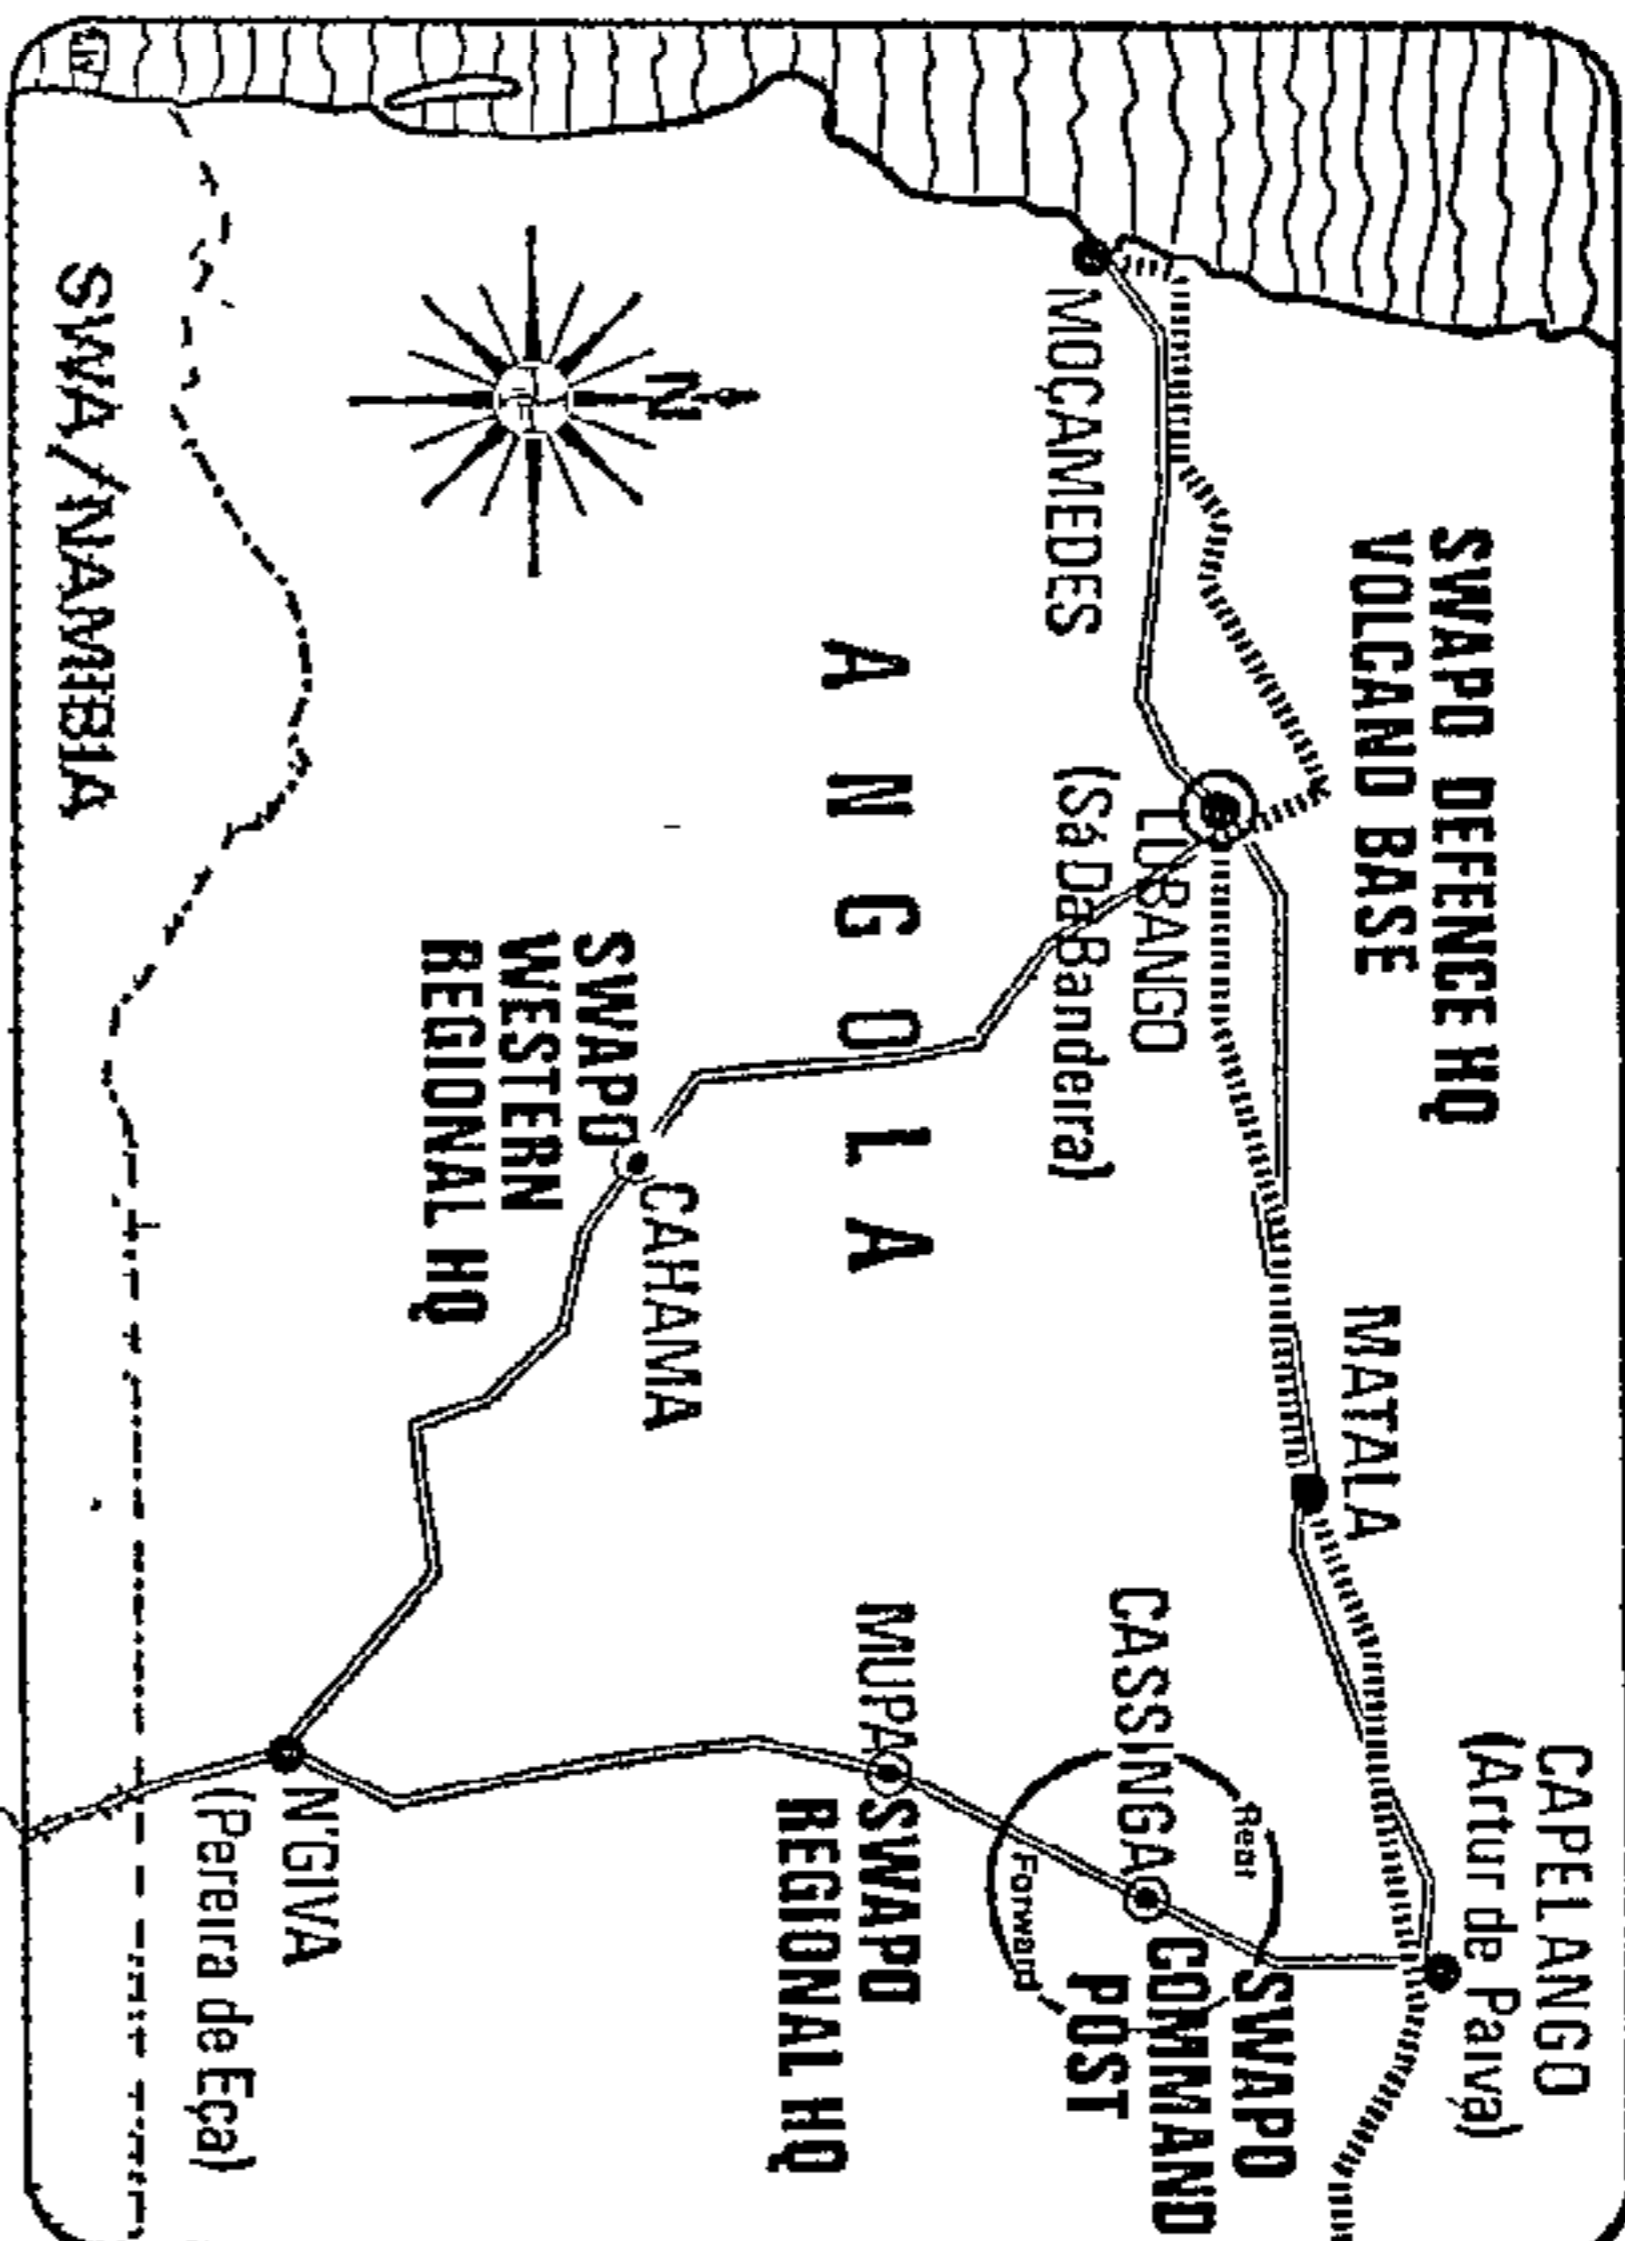 SWAPO DEFENCE HQ
VOLCANO BASE
CAPELANGO
(Artur de Paiva)
MATALA
LUBANGO
(Sá Da Bandeira)
MOÇAMEDES
CASSINGA
Rear
Forward
SWAPO
COMMAND
POST
ANGOLA
MUPA
SWAPO
REGIONAL HQ
N
CAHAMA
SWAPO
WESTERN
REGIONAL HQ
N'GIVA
(Pereira de Eça)
SWA/NAMIBIA